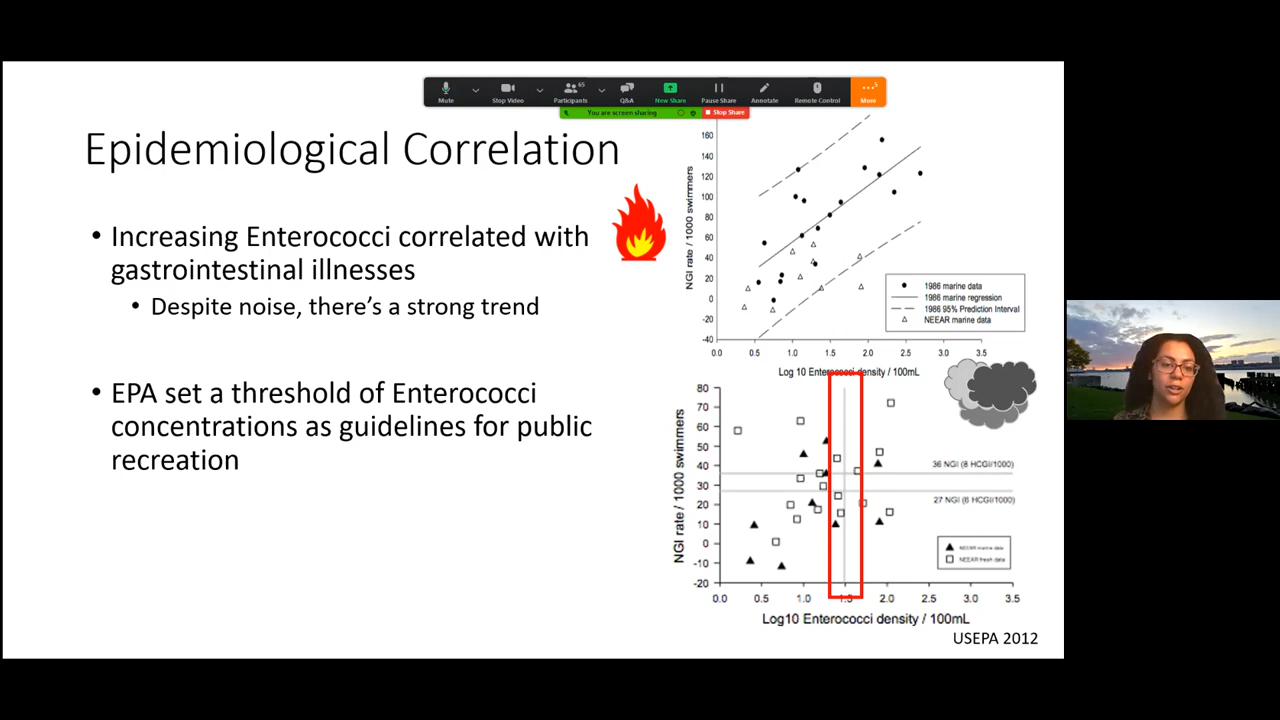 Mute
Stop Video
Participants
65
Q&A
New Share
Pause Share
Annotate
Remote Control
More
5
You are screen sharing
Stop Share
Epidemiological Correlation
• Increasing Enterococci correlated with
gastrointestinal illnesses
• Despite noise, there's a strong trend
• EPA set a threshold of Enterococci
concentrations as guidelines for public
recreation
NGI rate / 1000 swimmers
160
140
120
100
80
60
40
20
0
-20
-40
0.0 0.5 1.0 1.5 2.0 2.5 3.0 3.5
Log 10 Enterococci density / 100mL
1986 marine data
1986 marine regression
1986 95% Prediction Interval
NEEAR marine data
NGI rate / 1000 swimmers
80
70
60
50
40
30
20
10
0
-10
-20
0.0 0.5 1.0 1.5 2.0 2.5 3.0 3.5
Log10 Enterococci density / 100mL
36 NGI (8 HCGI/1000)
27 NGI (6 HCGI/1000)
NEEAR marine data
NEEAR fresh data
USEPA 2012